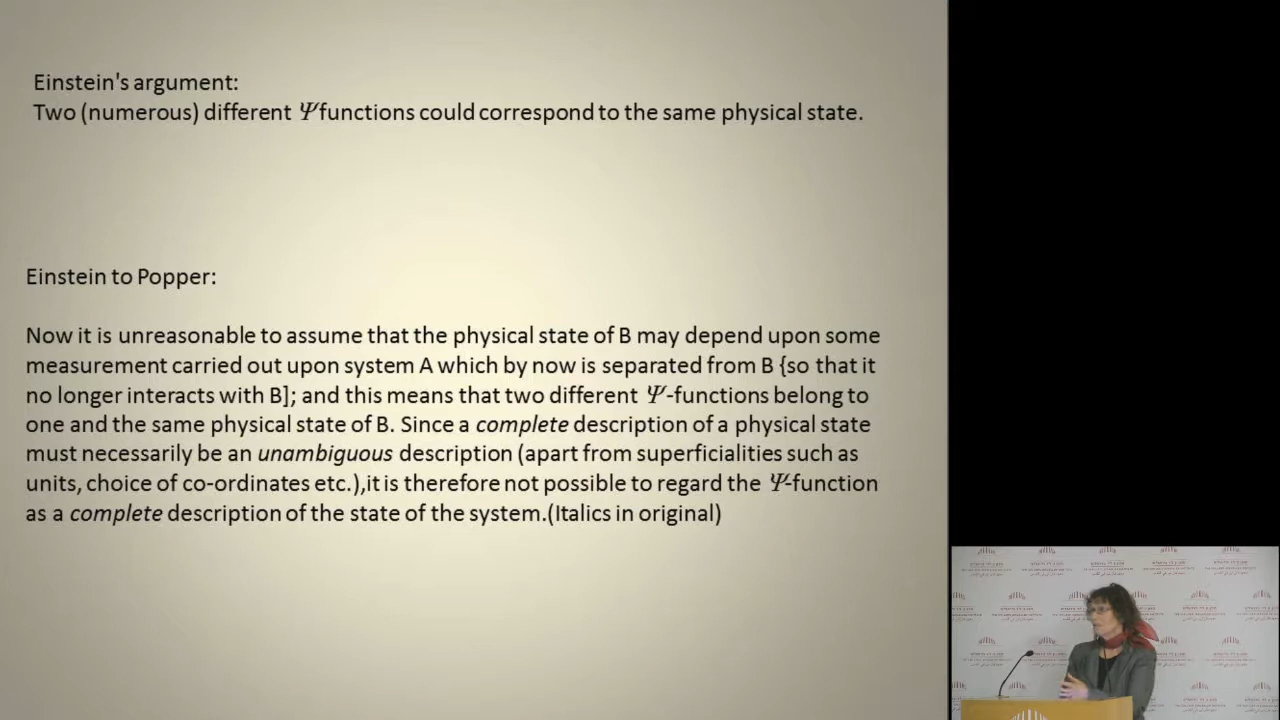 Einstein's argument:
Two (numerous) different Ψ functions could correspond to the same physical state.
Einstein to Popper:
Now it is unreasonable to assume that the physical state of B may depend upon some
measurement carried out upon system A which by now is separated from B {so that it
no longer interacts with B]; and this means that two different Ψ-functions belong to
one and the same physical state of B. Since a complete description of a physical state
must necessarily be an unambiguous description (apart from superficialities such as
units, choice of co-ordinates etc.),it is therefore not possible to regard the Ψ-function
as a complete description of the state of the system.(Italics in original)